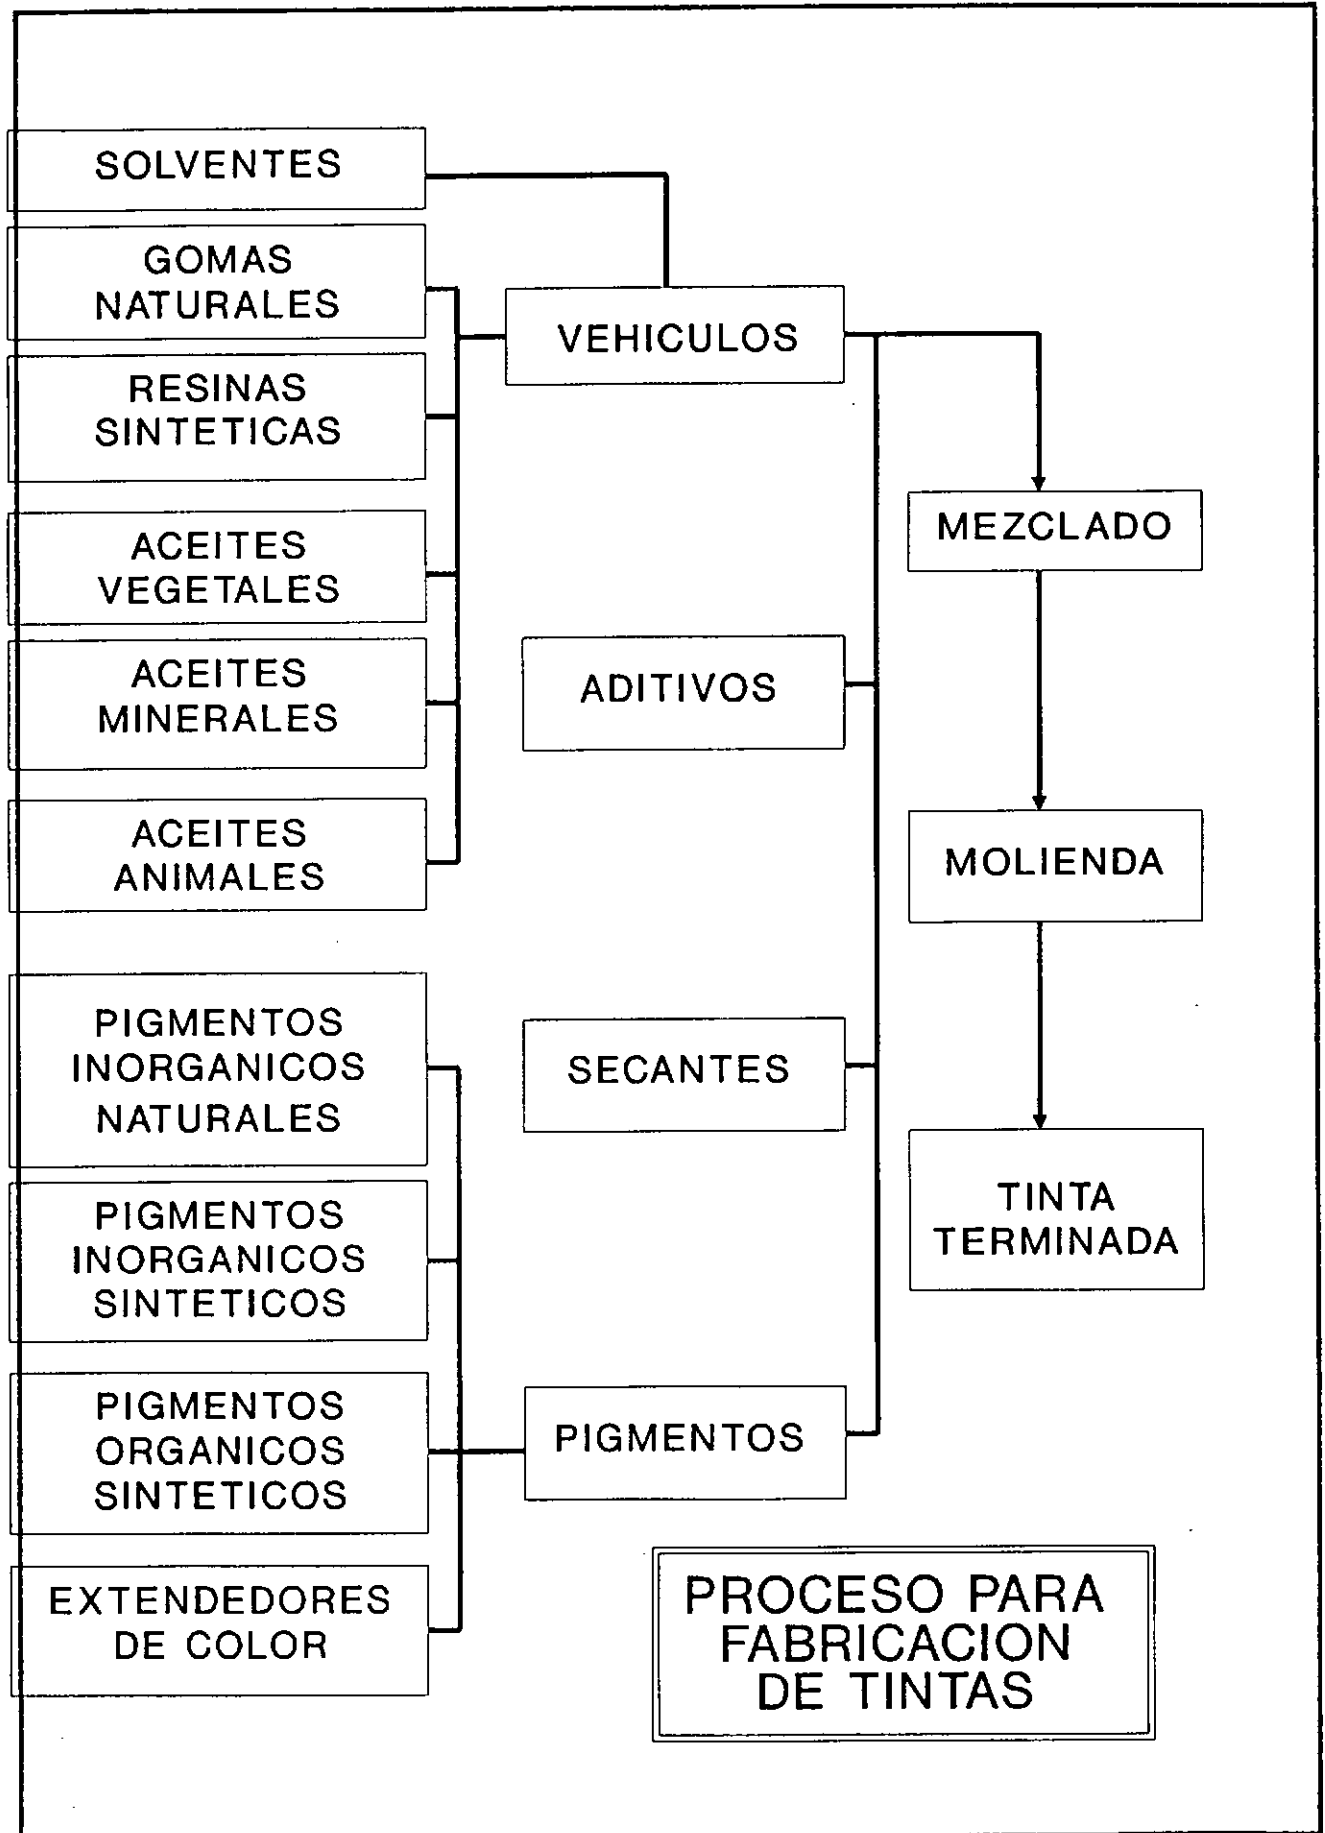 SOLVENTES
GOMAS
NATURALES
RESINAS
SINTETICAS
ACEITES
VEGETALES
ACEITES
MINERALES
ACEITES
ANIMALES
PIGMENTOS
INORGANICOS
NATURALES
PIGMENTOS
INORGANICOS
SINTETICOS
PIGMENTOS
ORGANICOS
SINTETICOS
EXTENDEDORES
DE COLOR
VEHICULOS
ADITIVOS
SECANTES
PIGMENTOS
MEZCLADO
MOLIENDA
TINTA
TERMINADA
PROCESO PARA
FABRICACION
DE TINTAS